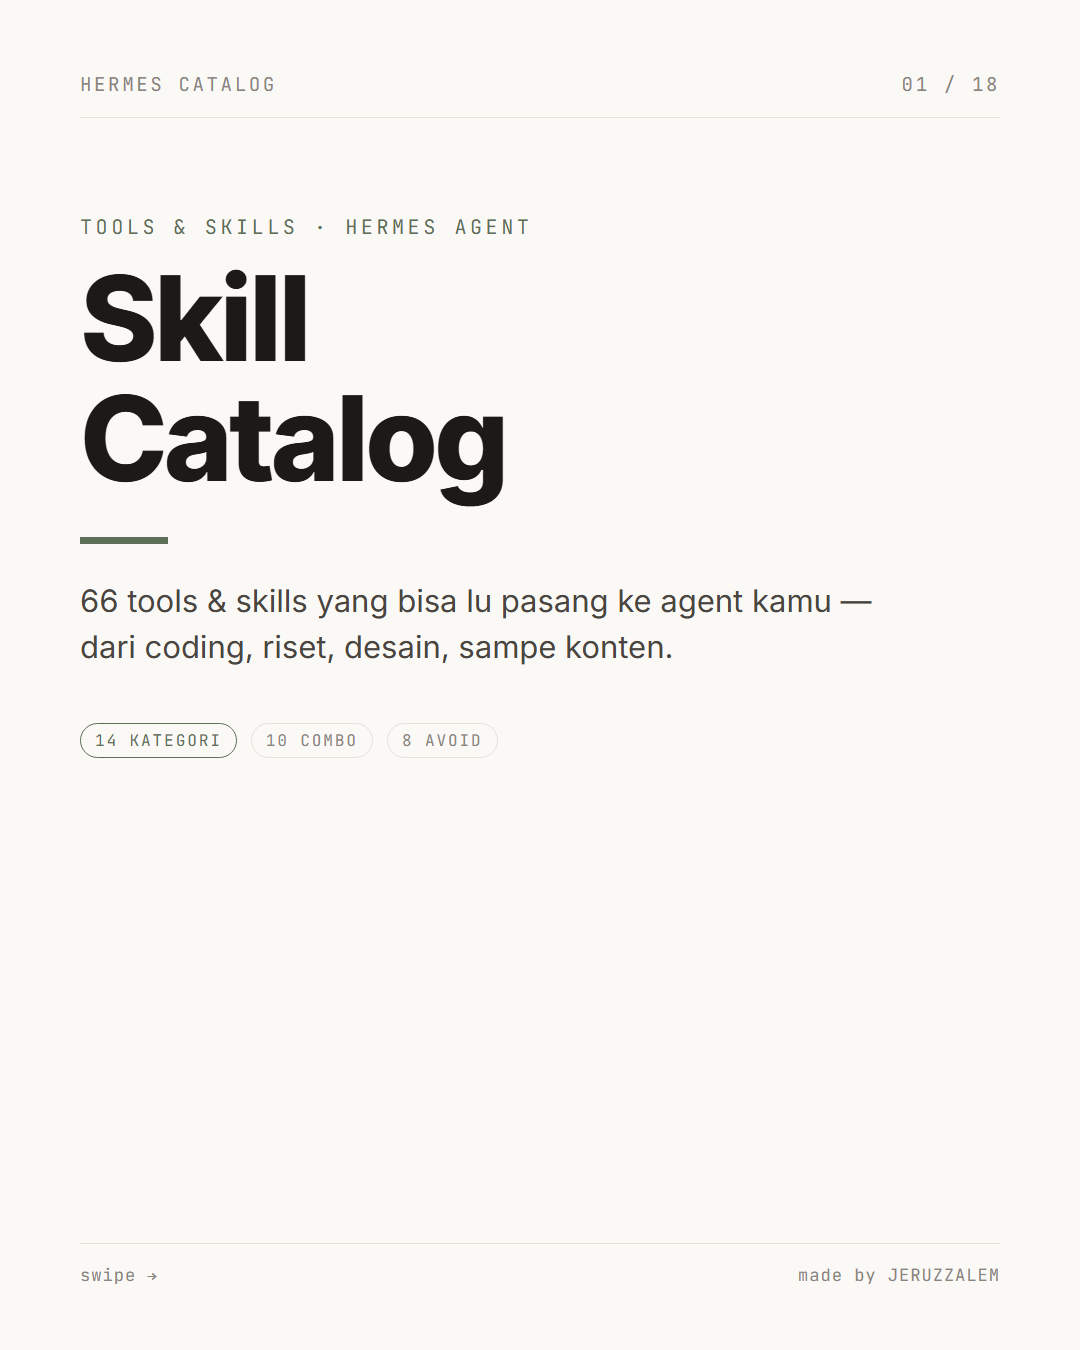 HERMES CATALOG
01 / 18
TOOLS & SKILLS · HERMES AGENT
Skill
Catalog
66 tools & skills yang bisa lu pasang ke agent kamu —
dari coding, riset, desain, sampe konten.
14 KATEGORI
10 COMBO
8 AVOID
swipe →
made by JERUZZALEM